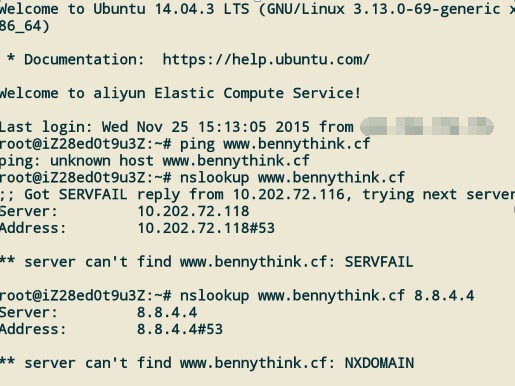 Welcome to Ubuntu 14.04.3 LTS (GNU/Linux 3.13.0-69-generic x
86_64)
* Documentation:  https://help.ubuntu.com/
Welcome to aliyun Elastic Compute Service!
Last login: Wed Nov 25 15:13:05 2015 from
root@iZ28ed0t9u3Z:~# ping www.bennythink.cf
ping: unknown host www.bennythink.cf
root@iZ28ed0t9u3Z:~# nslookup www.bennythink.cf
;; Got SERVFAIL reply from 10.202.72.116, trying next server
Server:         10.202.72.118
Address:        10.202.72.118#53
** server can't find www.bennythink.cf: SERVFAIL
root@iZ28ed0t9u3Z:~# nslookup www.bennythink.cf 8.8.4.4
Server:         8.8.4.4
Address:        8.8.4.4#53
** server can't find www.bennythink.cf: NXDOMAIN